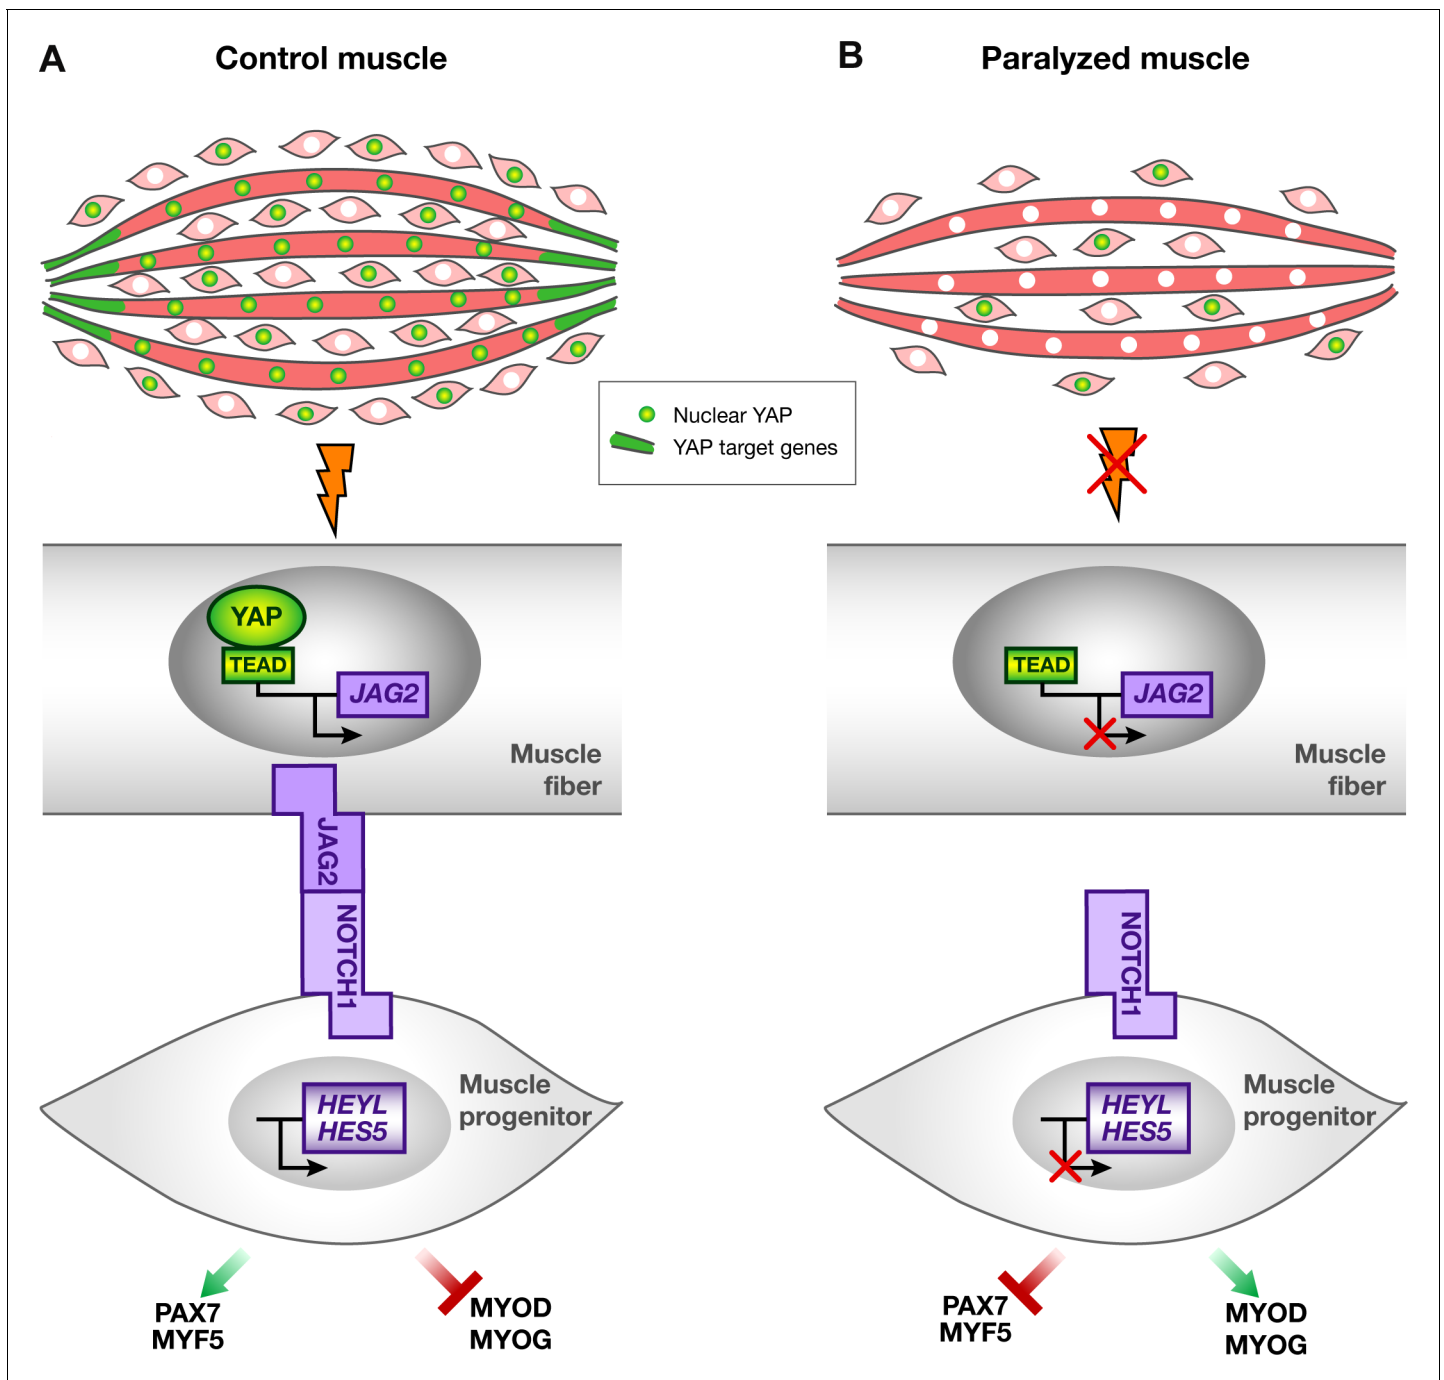 A
Control muscle
B
Paralyzed muscle
Nuclear YAP
YAP target genes
YAP
TEAD
JAG2
Muscle
fiber
JAG2
NOTCH1
Muscle
progenitor
HEYL
HES5
PAX7
MYF5
MYOD
MYOG
TEAD
JAG2
Muscle
fiber
NOTCH1
Muscle
progenitor
HEYL
HES5
PAX7
MYF5
MYOD
MYOG